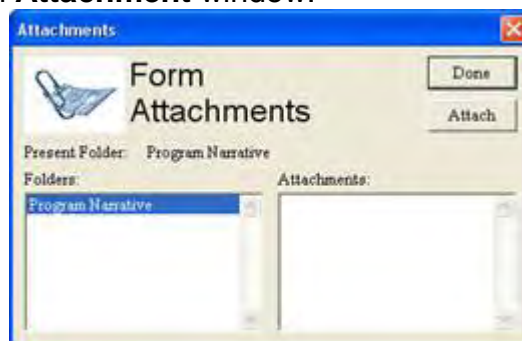 Attachment window.
Attachments
Form
Attachments
Done
Attach
Present Folder: Program Narrative
Folders:
Attachments:
Program Narrative